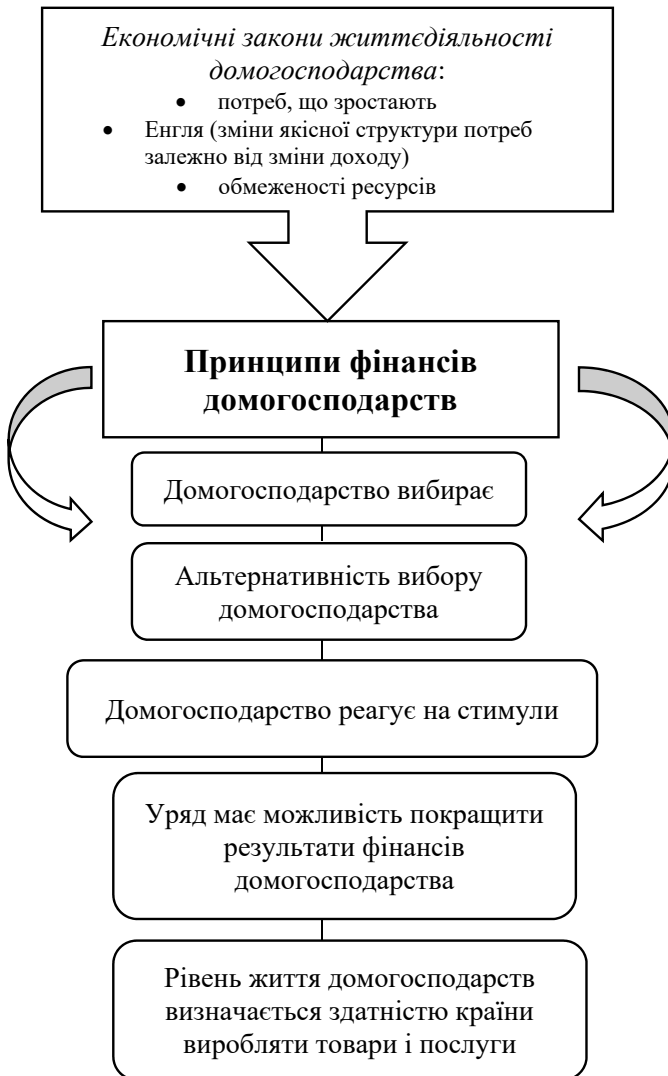 Економічні закони життєдіяльності
домогосподарства:
• потреб, що зростають
• Енгля (зміни якісної структури потреб
залежно від зміни доходу)
• обмеженості ресурсів
Принципи фінансів
домогосподарств
Домогосподарство вибирає
Альтернативність вибору
домогосподарства
Домогосподарство реагує на стимули
Уряд має можливість покращити
результати фінансів
домогосподарства
Рівень життя домогосподарств
визначається здатністю країни
виробляти товари і послуги